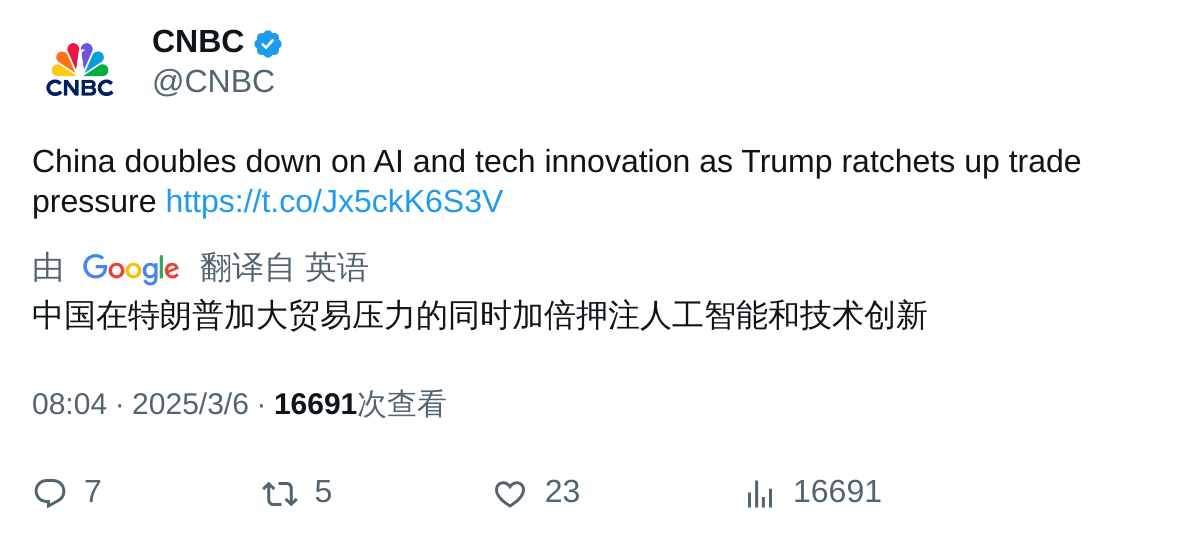 CNBC
CNBC
@CNBC
China doubles down on AI and tech innovation as Trump ratchets up trade
pressure https://t.co/Jx5ckK6S3V
由 Google 翻译自 英语
中国在特朗普加大贸易压力的同时加倍押注人工智能和技术创新
08:04 · 2025/3/6 · 16691次查看
7 5 23 16691